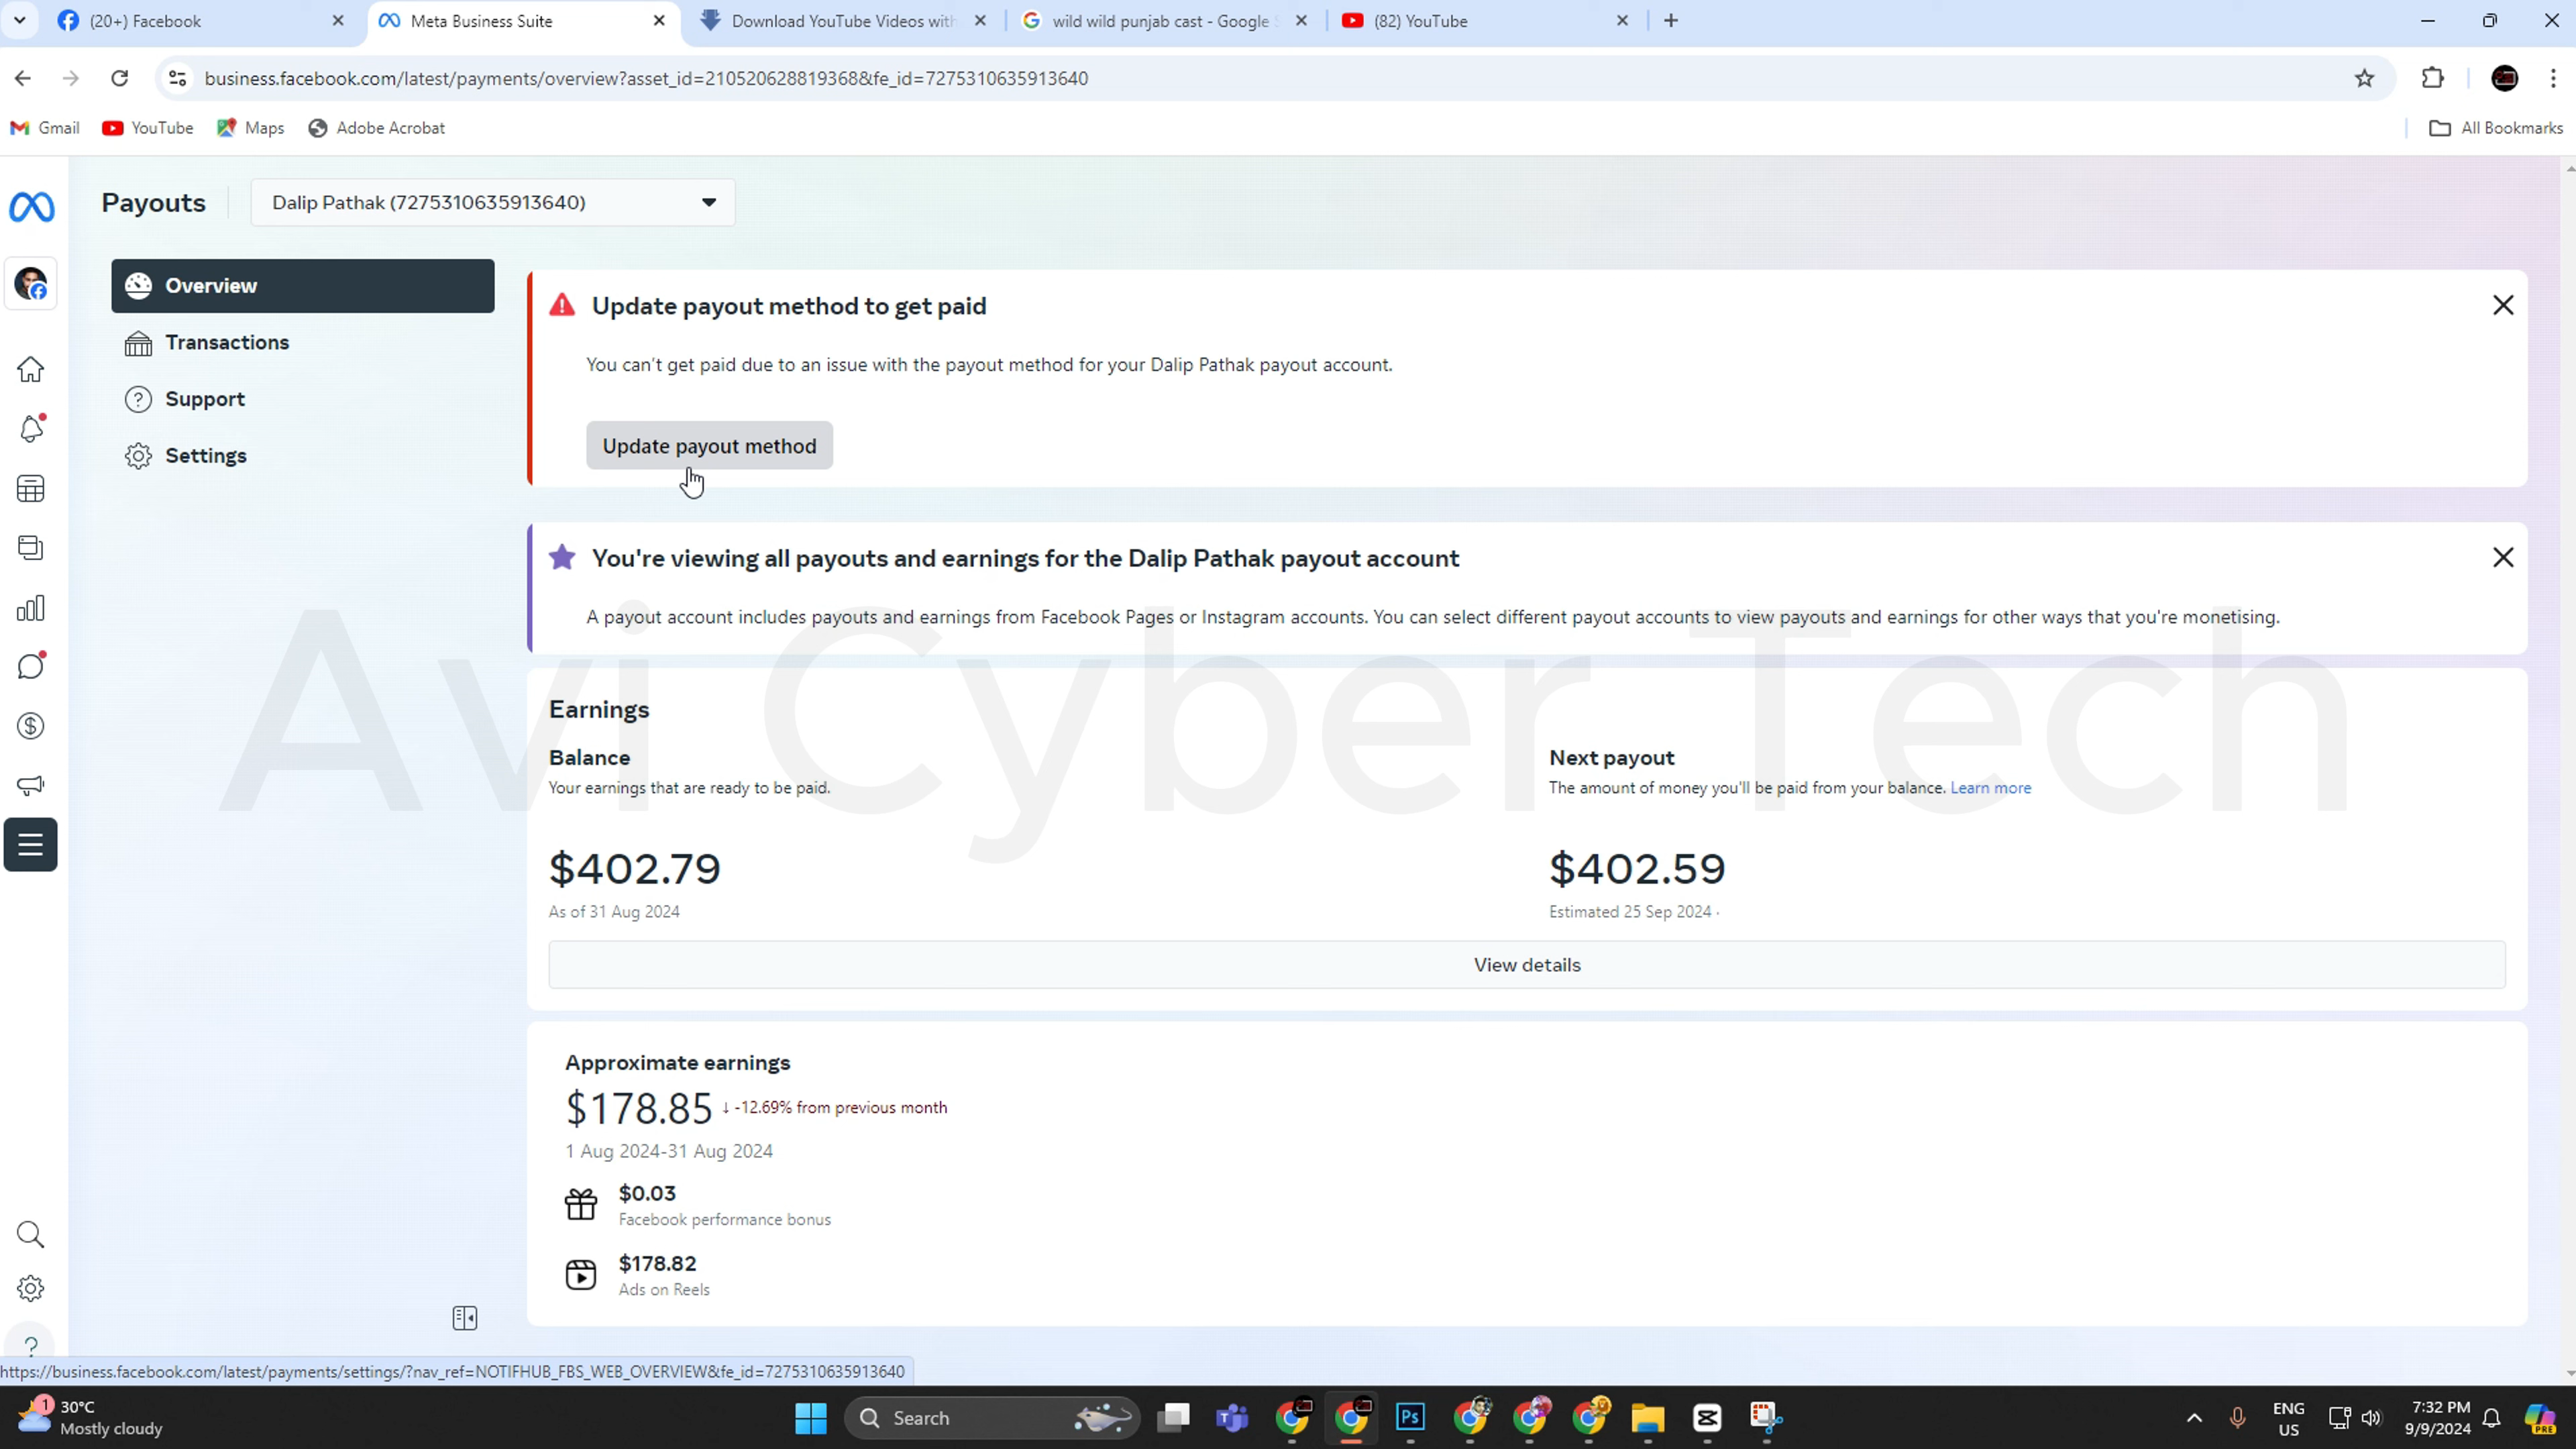 (20+) Facebook
Meta Business Suite
Download YouTube Videos with
wild wild punjab cast - Google S
(82) YouTube
business.facebook.com/latest/payments/overview?asset_id=210520628819368&fe_id=7275310635913640
Gmail
YouTube
Maps
Adobe Acrobat
All Bookmarks
Payouts
Dalip Pathak (7275310635913640)
Overview
Transactions
Support
Settings
Update payout method to get paid
You can't get paid due to an issue with the payout method for your Dalip Pathak payout account.
Update payout method
You're viewing all payouts and earnings for the Dalip Pathak payout account
A payout account includes payouts and earnings from Facebook Pages or Instagram accounts. You can select different payout accounts to view payouts and earnings for other ways that you're monetising.
Avi CyberTech
Earnings
Balance
Your earnings that are ready to be paid.
$402.79
As of 31 Aug 2024
Next payout
The amount of money you'll be paid from your balance. Learn more
$402.59
Estimated 25 Sep 2024 ·
View details
Approximate earnings
$178.85 ↓ -12.69% from previous month
1 Aug 2024-31 Aug 2024
$0.03
Facebook performance bonus
$178.82
Ads on Reels
https://business.facebook.com/latest/payments/settings/?nav_ref=NOTIFHUB_FBS_WEB_OVERVIEW&fe_id=7275310635913640
1
30°C
Mostly cloudy
Search
Ps
ENG
US
7:32 PM
9/9/2024
PRE